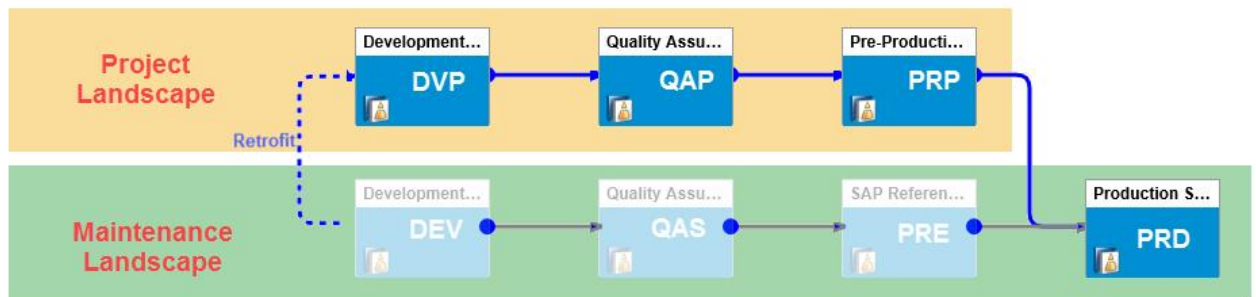 Project
Landscape
Development...
DVP
Quality Assu...
QAP
Pre-Producti...
PRP
Retrofit
Maintenance
Landscape
Development...
DEV
Quality Assu...
QAS
SAP Referen...
PRE
Production S...
PRD